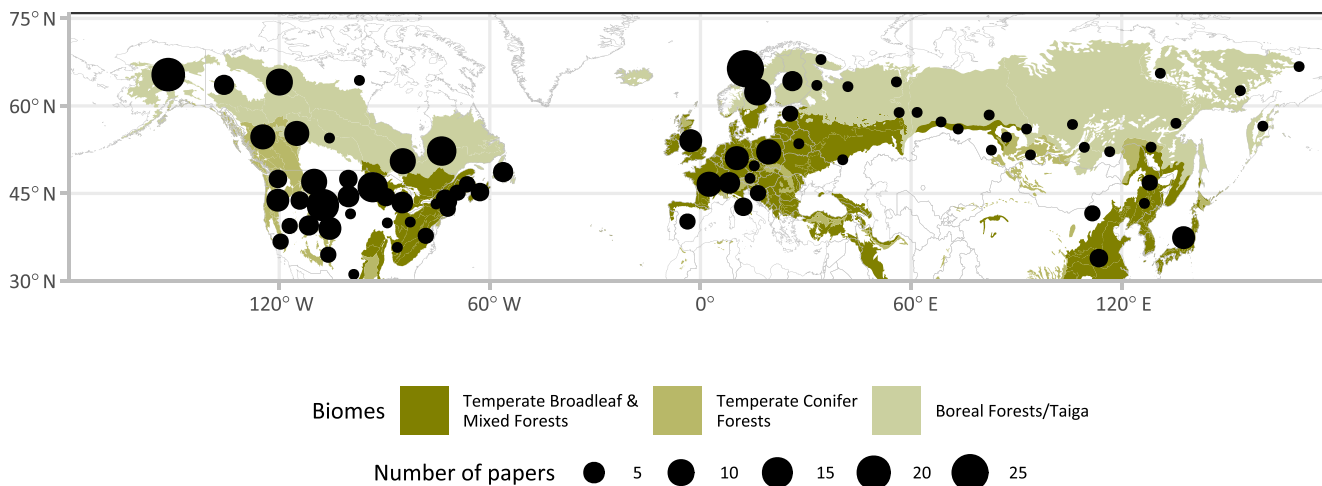 75° N
60° N
45° N
30° N
120° W 60° W 0° 60° E 120° E
Biomes Temperate Broadleaf & Mixed Forests Temperate Conifer Forests Boreal Forests/Taiga
Number of papers 5 10 15 20 25